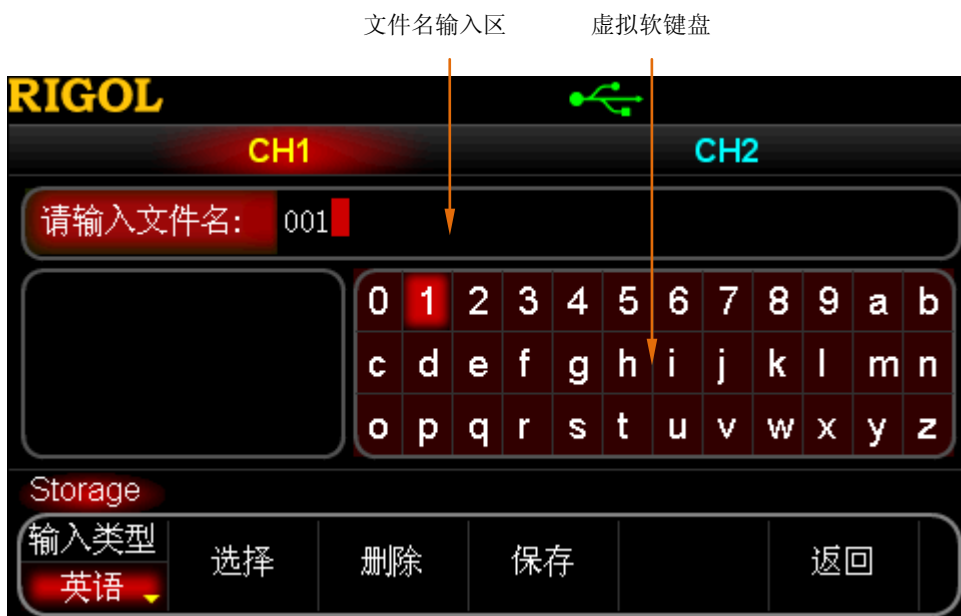 文件名输入区 虚拟软键盘
RIGOL
CH1 CH2
请输入文件名: 001
0 1 2 3 4 5 6 7 8 9 a b
c d e f g h i j k l m n
o p q r s t u v w x y z
Storage
输入类型
选择 删除 保存 返回
英语